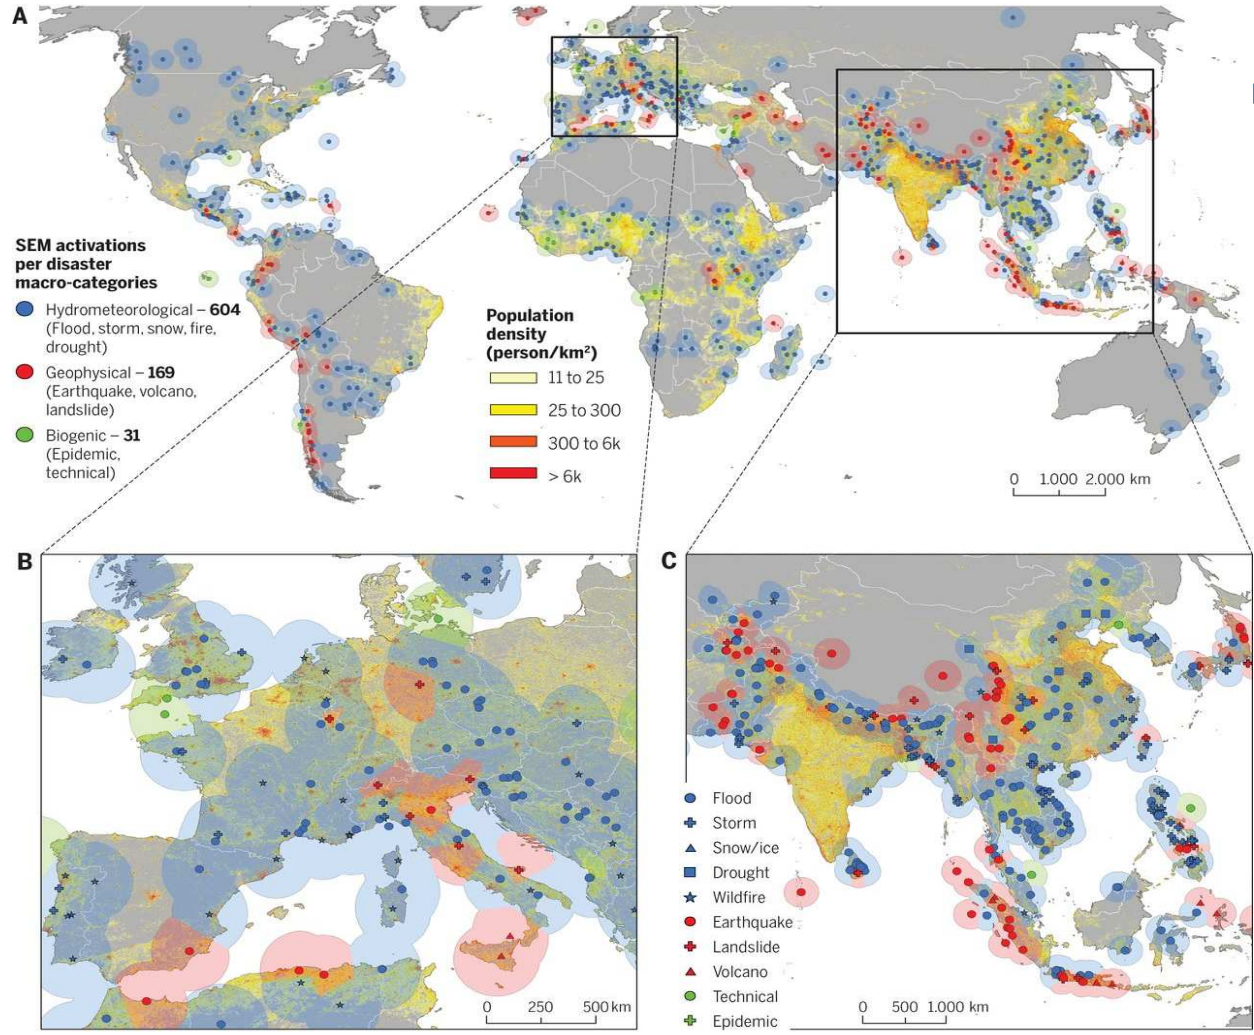 A
SEM activations
per disaster
macro-categories
Hydrometeorological – 604
(Flood, storm, snow, fire,
drought)
Geophysical – 169
(Earthquake, volcano,
landslide)
Biogenic – 31
(Epidemic,
technical)
Population
density
(person/km²)
11 to 25
25 to 300
300 to 6k
> 6k
0 1.000 2.000 km
B
0 250 500 km
C
Flood
Storm
Snow/ice
Drought
Wildfire
Earthquake
Landslide
Volcano
Technical
Epidemic
0 500 1.000 km